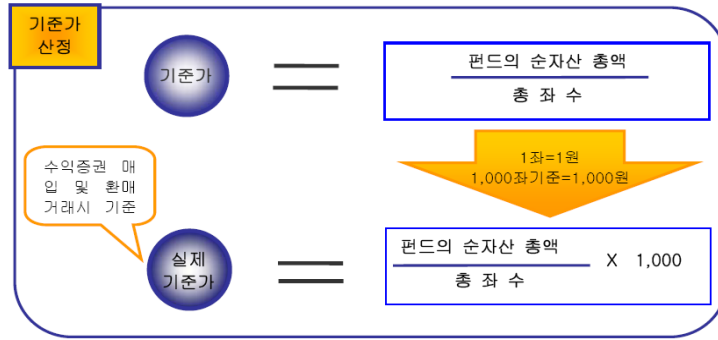 기준가
산정
기준가
펀드의 순자산 총액
총 좌 수
1좌=1원
1,000좌기준=1,000원
수익증권 매
입 및 환매
거래시 기준
실제
기준가
펀드의 순자산 총액
총 좌 수
X 1,000